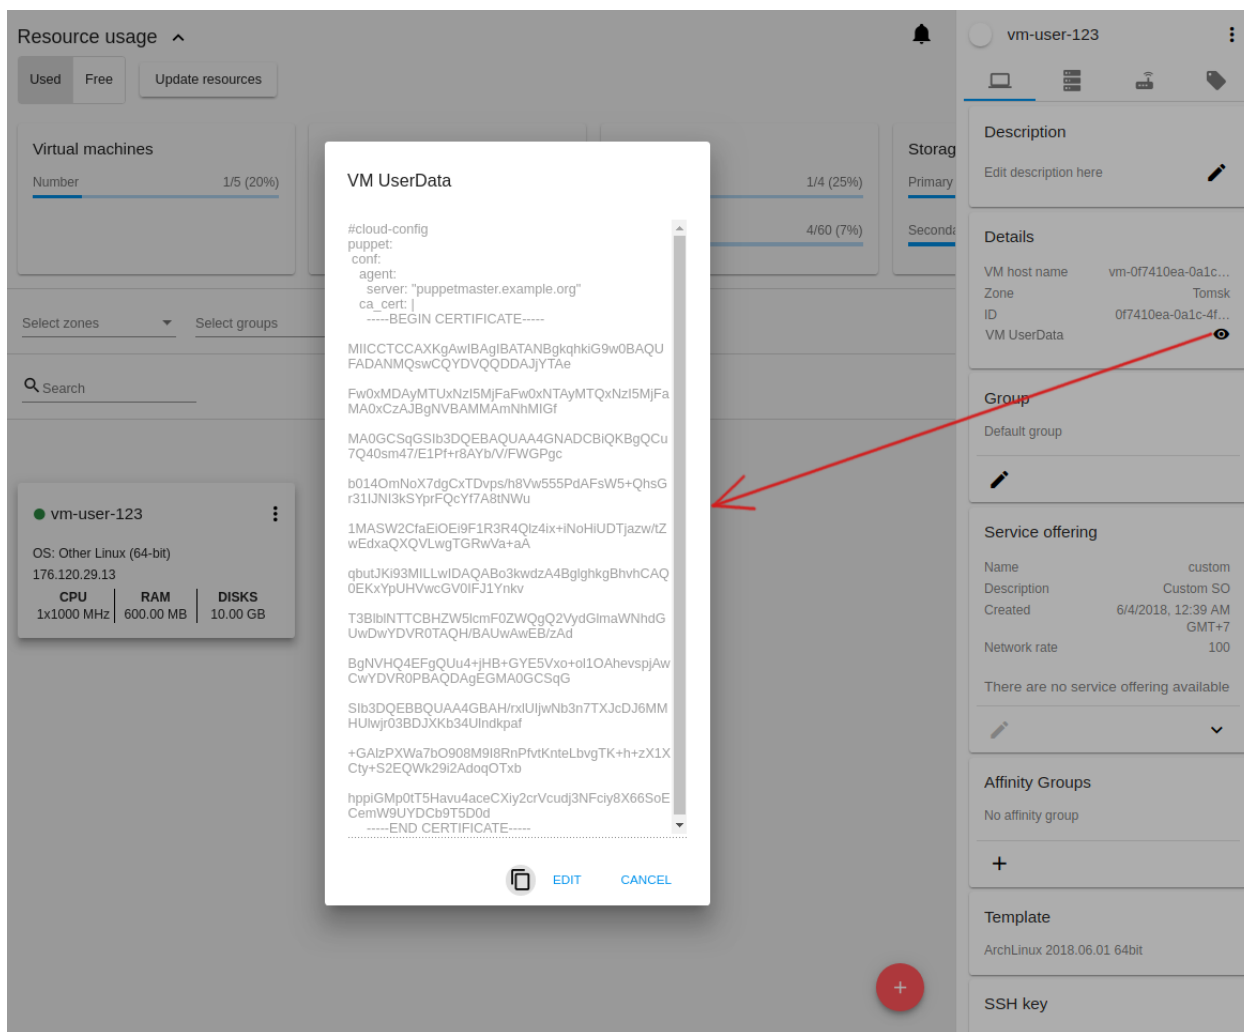 Resource usage
Used
Free
Update resources
Virtual machines
Number 1/5 (20%)
1/4 (25%)
4/60 (7%)
Storag
Primary
Seconda
Select zones
Select groups
Search
vm-user-123
OS: Other Linux (64-bit)
176.120.29.13
CPU RAM DISKS
1x1000 MHz 600.00 MB 10.00 GB
VM UserData
#cloud-config
puppet:
conf:
agent:
server: "puppetmaster.example.org"
ca_cert: |
-----BEGIN CERTIFICATE-----
MIICCTCCAXKgAwIBAgIBATANBgkqhkiG9w0BAQU
FADANMQswCQYDVQQDDAJjYTAe
Fw0xMDAyMTUxNzI5MjFaFw0xNTAyMTQxNzI5MjFa
MA0xCzAJBgNVBAMMAmNhMIGf
MA0GCSqGSIb3DQEBAQUAA4GNADCBiQKBgQCu
7Q40sm47/E1Pf+r8AYb/V/FWGPgc
b014OmNoX7dgCxTDvps/h8Vw555PdAFsW5+QhsG
r31IJNI3kSYprFQcYf7A8tNWu
1MASW2CfaEiOEi9F1R3R4Qlz4ix+iNoHiUDTjazw/tZ
wEdxaQXQVLwgTGRwVa+aA
qbutJKi93MILLwIDAQABo3kwdzA4BglghkgBhvhCAQ
0EKxYpUHVwcGV0IFJ1Ynkv
T3BlblNTTCBHZW5lcmF0ZWQgQ2VydGlmaWNhdG
UwDwYDVR0TAQH/BAUwAwEB/zAd
BgNVHQ4EFgQUu4+jHB+GYE5Vxo+ol1OAhevspjAw
CwYDVR0PBAQDAgEGMA0GCSqG
SIb3DQEBBQUAA4GBAH/rxlUIjwNb3n7TXJcDJ6MM
HUlwjr03BDJXKb34Ulndkpaf
+GAlzPXWa7bO908M9I8RnPfvtKnteLbvgTK+h+zX1X
Cty+S2EQWk29i2AdoqOTxb
hppiGMp0tT5Havu4aceCXiy2crVcudj3NFciy8X66SoE
CemW9UYDCb9T5D0d
-----END CERTIFICATE-----
EDIT
CANCEL
vm-user-123
Description
Edit description here
Details
VM host name vm-0f7410ea-0a1c...
Zone Tomsk
ID 0f7410ea-0a1c-4f...
VM UserData
Group
Default group
Service offering
Name custom
Description Custom SO
Created 6/4/2018, 12:39 AM
GMT+7
Network rate 100
There are no service offering available
Affinity Groups
No affinity group
Template
ArchLinux 2018.06.01 64bit
SSH key